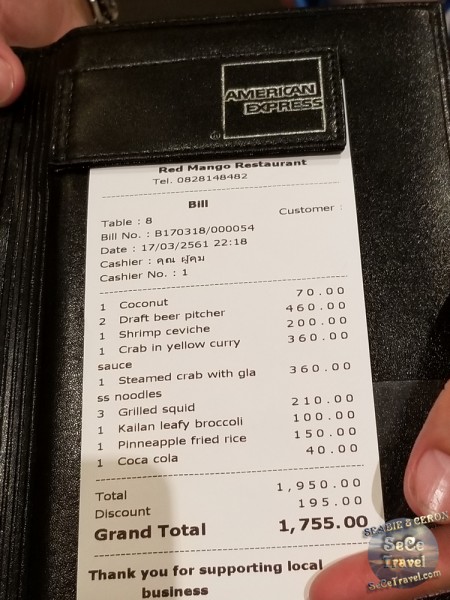 AMERICAN
EXPRESS
®
Red Mango Restaurant
Tel. 0828148482
Bill
Table : 8 Customer :
Bill No. : B170318/000054
Date : 17/03/2561 22:18
Cashier : คุณ ผู้คุม
Cashier No. : 1
1 Coconut 70.00
2 Draft beer pitcher 460.00
1 Shrimp ceviche 200.00
1 Crab in yellow curry 360.00
sauce
1 Steamed crab with gla 360.00
ss noodles
3 Grilled squid 210.00
1 Kailan leafy broccoli 100.00
1 Pinneapple fried rice 150.00
1 Coca cola 40.00
Total 1,950.00
Discount 195.00
Grand Total 1,755.00
Thank you for supporting local
business
SEABIE & CERON
SeCe
Travel
SeCeTravel.com